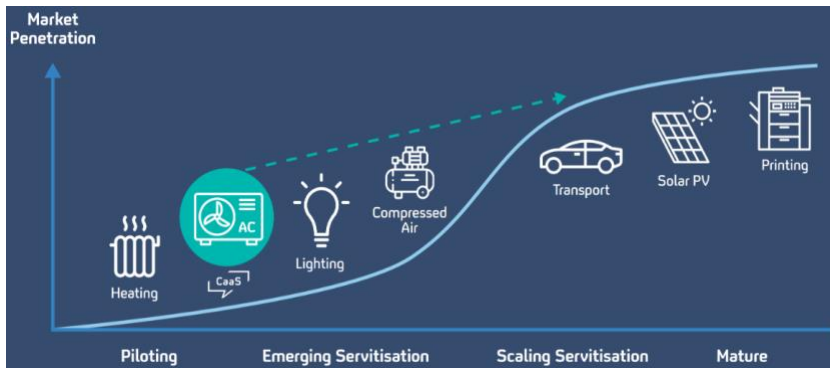 Market
Penetration
Heating
AC
CaaS
Lighting
Compressed
Air
Transport
Solar PV
Printing
Piloting
Emerging Servitisation
Scaling Servitisation
Mature